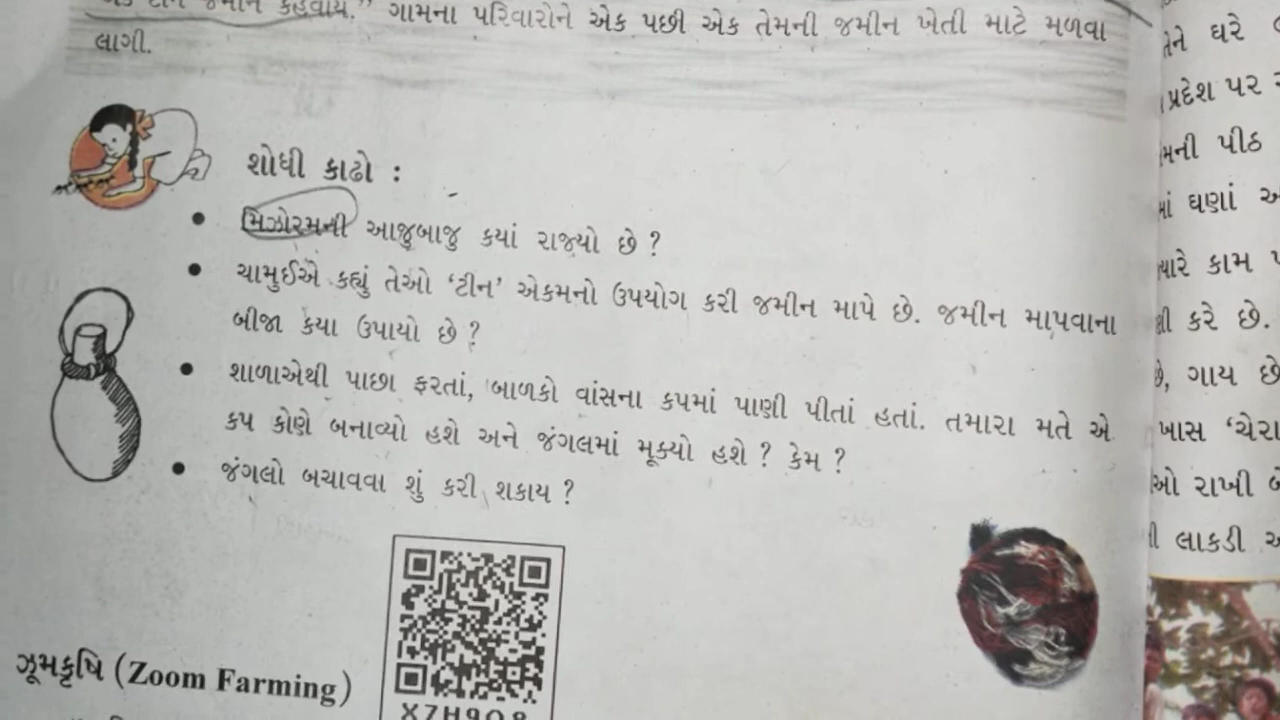 જમીન કહેવાય.” ગામના પરિવારોને એક પછી એક તેમની જમીન ખેતી માટે મળવા
લાગી.
શોધી કાઢો :
• મિઝોરમની આજુબાજુ કયાં રાજ્યો છે ?
• ચામુઈએ કહ્યું તેઓ ‘ટીન’ એકમનો ઉપયોગ કરી જમીન માપે છે. જમીન માપવાના
બીજા કયા ઉપાયો છે ?
• શાળાએથી પાછા ફરતાં, બાળકો વાંસના કપમાં પાણી પીતાં હતાં. તમારા મતે એ
કપ કોણે બનાવ્યો હશે અને જંગલમાં મૂક્યો હશે ? કેમ ?
• જંગલો બચાવવા શું કરી શકાય ?
ઝૂમકૃષિ (Zoom Farming)
ઘરે
પ્રદેશ પર
પીઠ
ઘણાં
કામ
કરે છે.
ગાય છે
ખાસ ‘ચેરા
રાખી
લાકડી